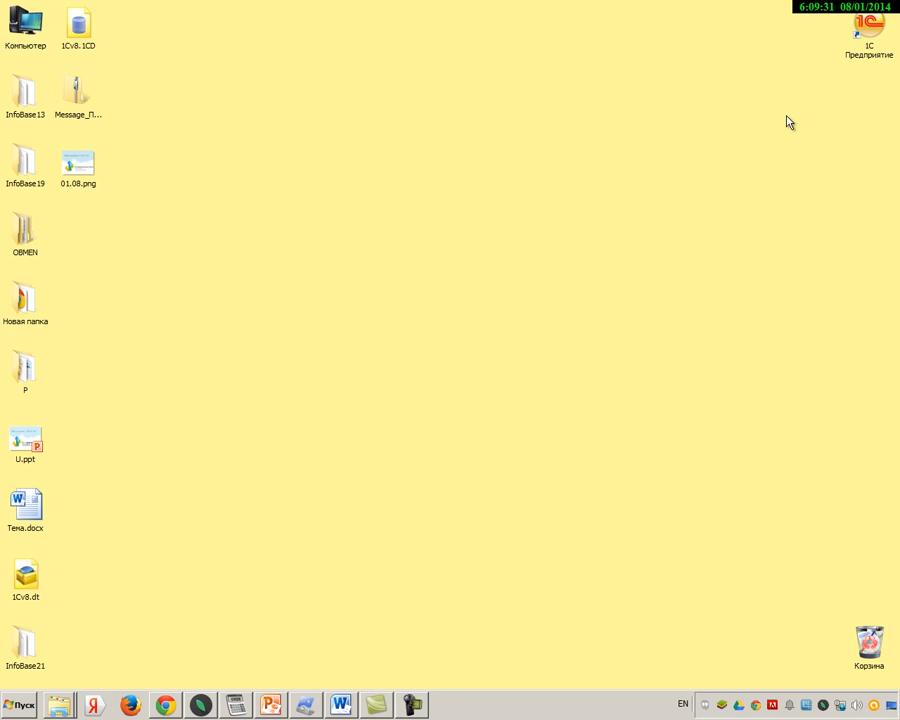 6:09:31 08/01/2014
Компьютер
1Cv8.1CD
1С
Предприятие
InfoBase13
Message_П...
InfoBase19
01.08.png
OBMEN
Новая папка
P
U.ppt
Тема.docx
1Cv8.dt
InfoBase21
Корзина
Пуск
EN